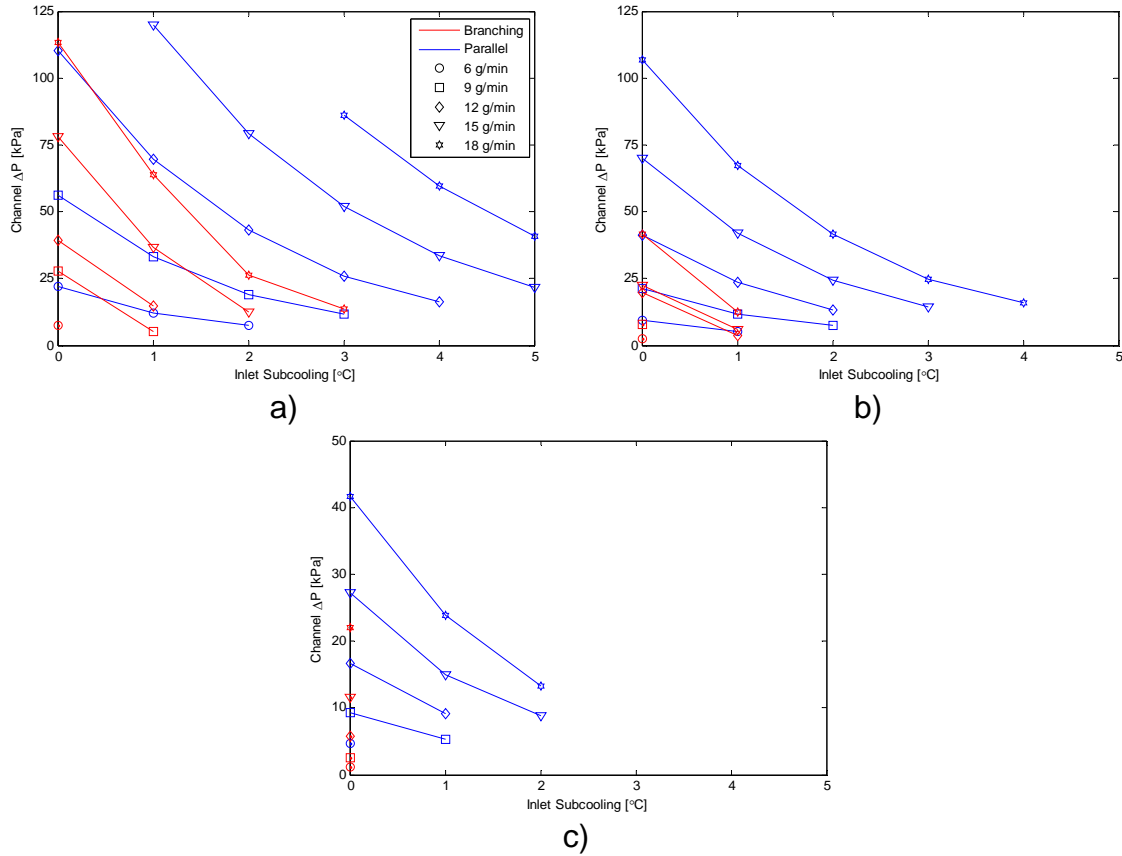 125
100
75
50
25
0
Channel ΔP [kPa]
0 1 2 3 4 5
Inlet Subcooling [°C]
Branching
Parallel
6 g/min
9 g/min
12 g/min
15 g/min
18 g/min
a)
125
100
75
50
25
0
Channel ΔP [kPa]
0 1 2 3 4 5
Inlet Subcooling [°C]
b)
50
40
30
20
10
0
Channel ΔP [kPa]
0 1 2 3 4 5
Inlet Subcooling [°C]
c)